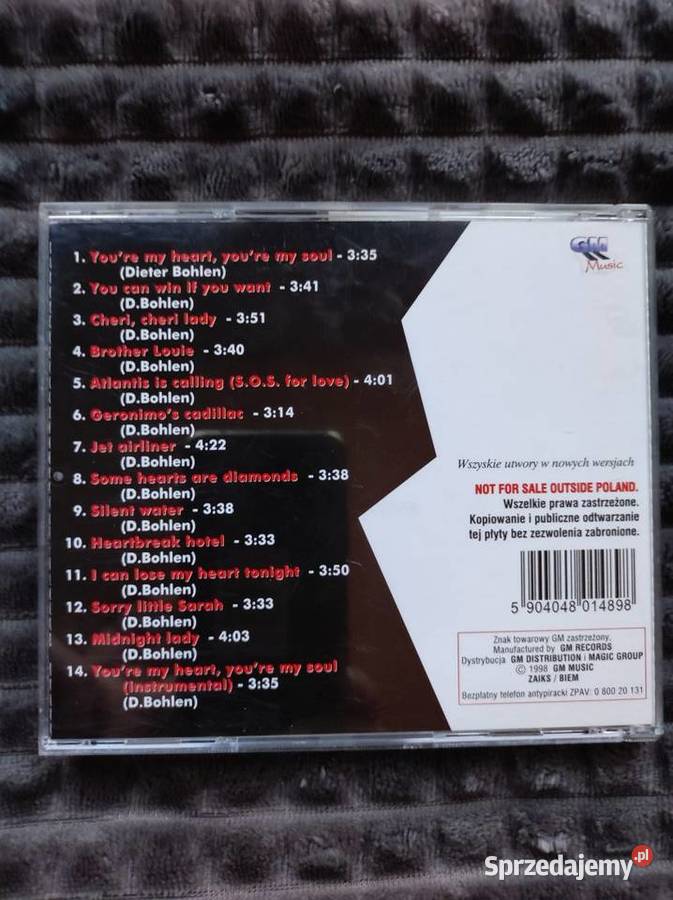 1. You're my heart, you're my soul - 3:35
(Dieter Bohlen)
2. You can win if you want - 3:41
(D.Bohlen)
3. Cheri, cheri lady - 3:51
(D.Bohlen)
4. Brother Louie - 3:40
(D.Bohlen)
5. Atlantis is calling (S.O.S. for love) - 4:01
(D.Bohlen)
6. Geronimo's cadillac - 3:14
(D.Bohlen)
7. Jet airliner - 4:22
(D.Bohlen)
8. Some hearts are diamonds - 3:38
(D.Bohlen)
9. Silent water - 3:38
(D.Bohlen)
10. Heartbreak hotel - 3:33
(D.Bohlen)
11. I can lose my heart tonight - 3:50
(D.Bohlen)
12. Sorry little Sarah - 3:33
(D.Bohlen)
13. Midnight lady - 4:03
(D.Bohlen)
14. You're my heart, you're my soul
(instrumental) - 3:35
(D.Bohlen)
GM
Music
Wszyskie utwory w nowych wersjach
NOT FOR SALE OUTSIDE POLAND.
Wszelkie prawa zastrzeżone.
Kopiowanie i publiczne odtwarzanie
tej płyty bez zezwolenia zabronione.
5 904048 014898
Znak towarowy GM zastrzeżony,
Manufactured by GM RECORDS
Dystrybucja GM DISTRIBUTION i MAGIC GROUP
© 1998 GM MUSIC
ZAIKS / BIEM
Bezpłatny telefon antypiracki ZPAV: 0 800 20 131
Sprzedajemy.pl